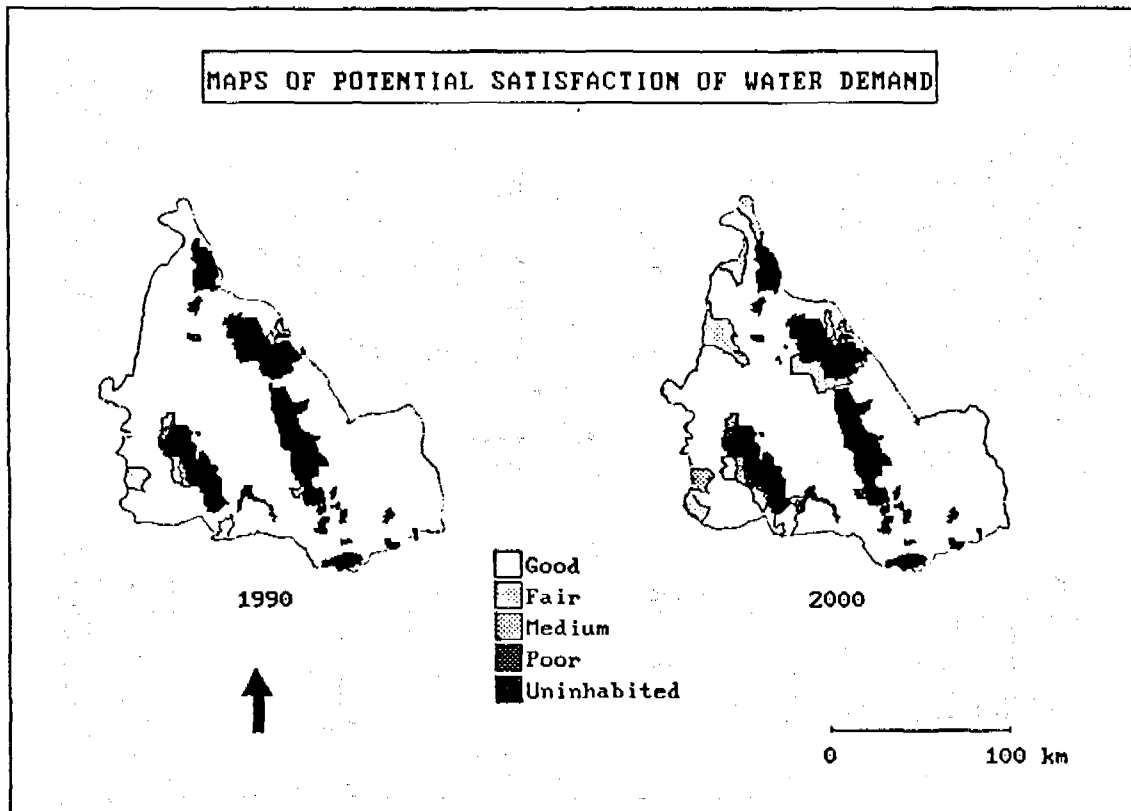 MAPS OF POTENTIAL SATISFACTION OF WATER DEMAND
1990
2000
Good
Fair
Medium
Poor
Uninhabited
0 100 km